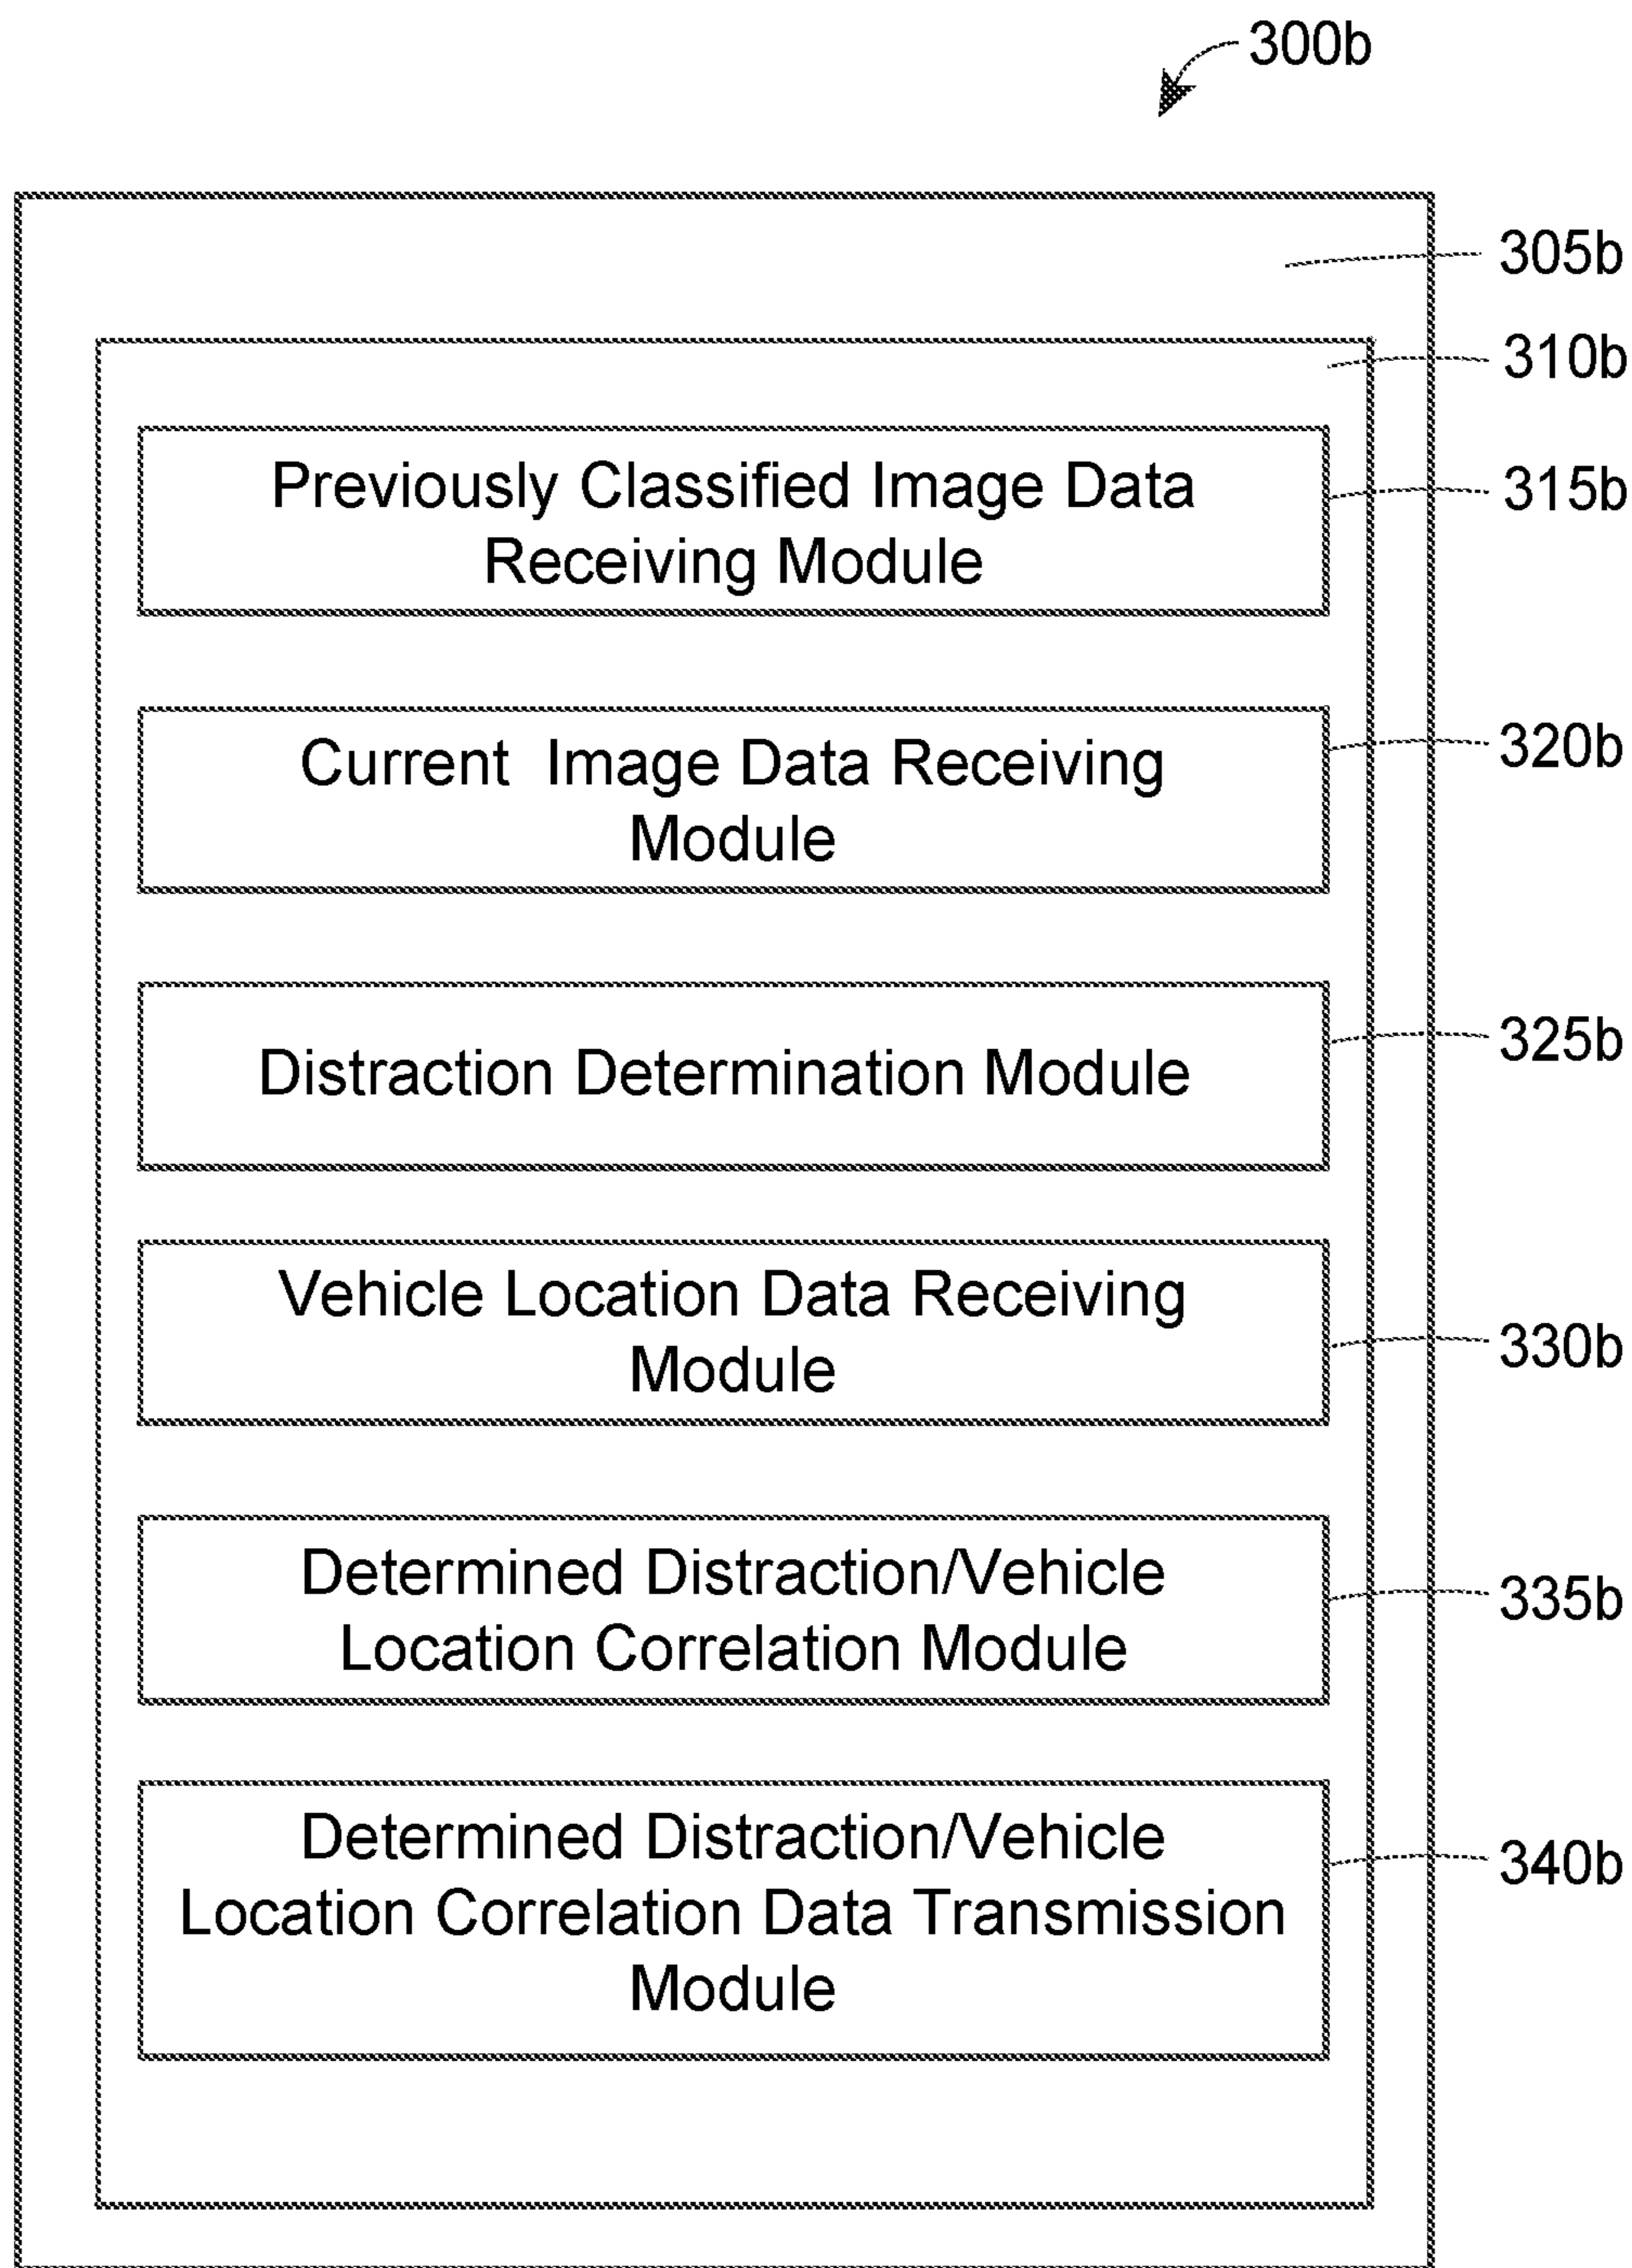 300b
305b
310b
Previously Classified Image Data
Receiving Module
315b
Current Image Data Receiving
Module
320b
Distraction Determination Module
325b
Vehicle Location Data Receiving
Module
330b
Determined Distraction/Vehicle
Location Correlation Module
335b
Determined Distraction/Vehicle
Location Correlation Data Transmission
Module
340b